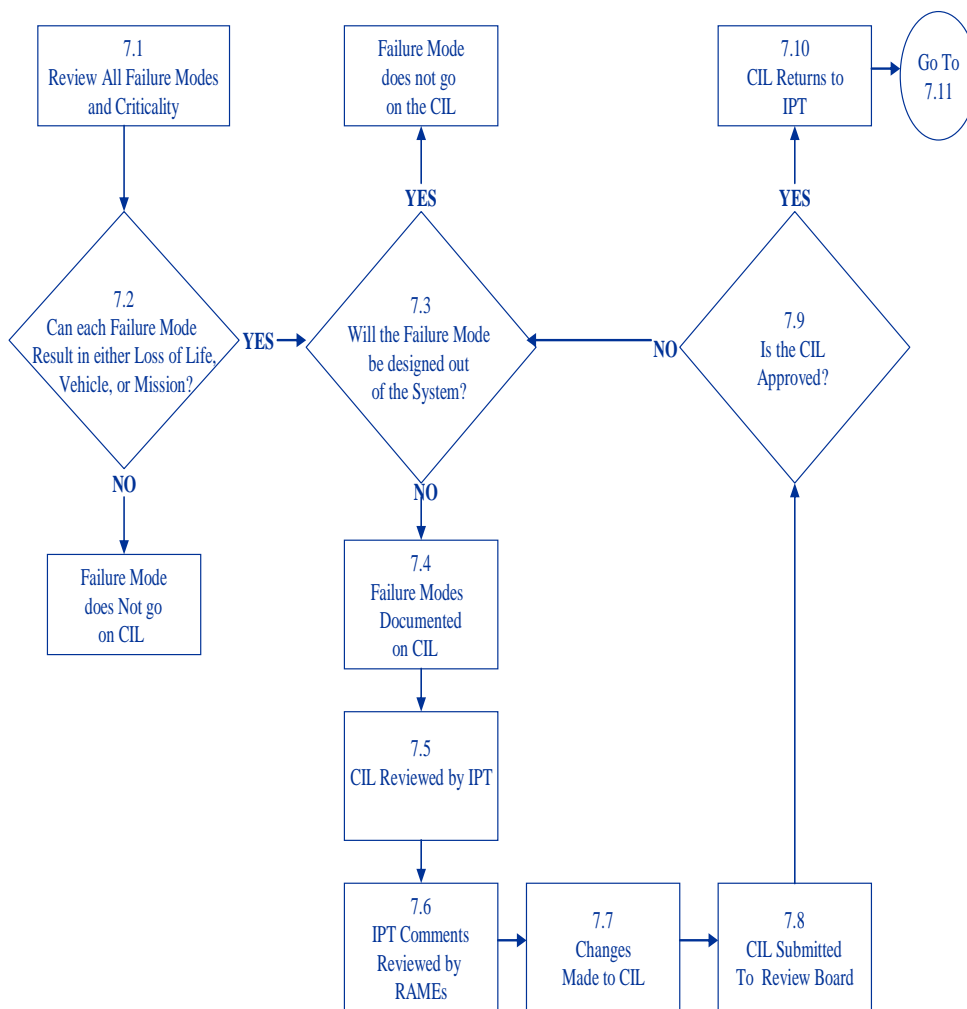 7.1
Review All Failure Modes
and Criticality
Failure Mode
does not go
on the CIL
7.10
CIL Returns to
IPT
Go To
7.11
YES
YES
7.2
Can each Failure Mode
Result in either Loss of Life,
Vehicle, or Mission?
YES
7.3
Will the Failure Mode
be designed out
of the System?
NO
7.9
Is the CIL
Approved?
NO
NO
Failure Mode
does Not go
on CIL
7.4
Failure Modes
Documented
on CIL
7.5
CIL Reviewed by IPT
7.6
IPT Comments
Reviewed by
RAMEs
7.7
Changes
Made to CIL
7.8
CIL Submitted
To Review Board